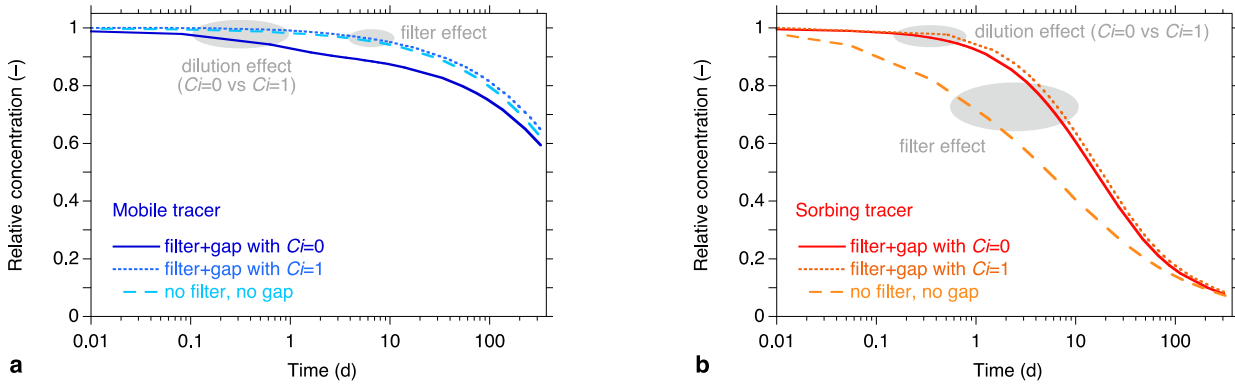 1
0.8
0.6
0.4
0.2
0
Relative concentration (–)
filter effect
dilution effect
(Ci=0 vs Ci=1)
Mobile tracer
filter+gap with Ci=0
filter+gap with Ci=1
no filter, no gap
0.01 0.1 1 10 100
Time (d)
a
1
0.8
0.6
0.4
0.2
0
Relative concentration (–)
dilution effect (Ci=0 vs Ci=1)
filter effect
Sorbing tracer
filter+gap with Ci=0
filter+gap with Ci=1
no filter, no gap
0.01 0.1 1 10 100
Time (d)
b